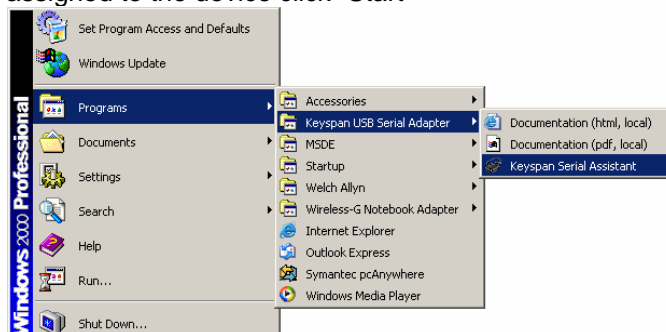 assigned to the device click "Start"
Set Program Access and Defaults
Windows Update
Programs
Documents
Settings
Search
Help
Run...
Shut Down...
Windows 2000 Professional
Accessories
Keyspan USB Serial Adapter
MSDE
Startup
Welch Allyn
Wireless-G Notebook Adapter
Internet Explorer
Outlook Express
Symantec pcAnywhere
Windows Media Player
Documentation (html, local)
Documentation (pdf, local)
Keyspan Serial Assistant